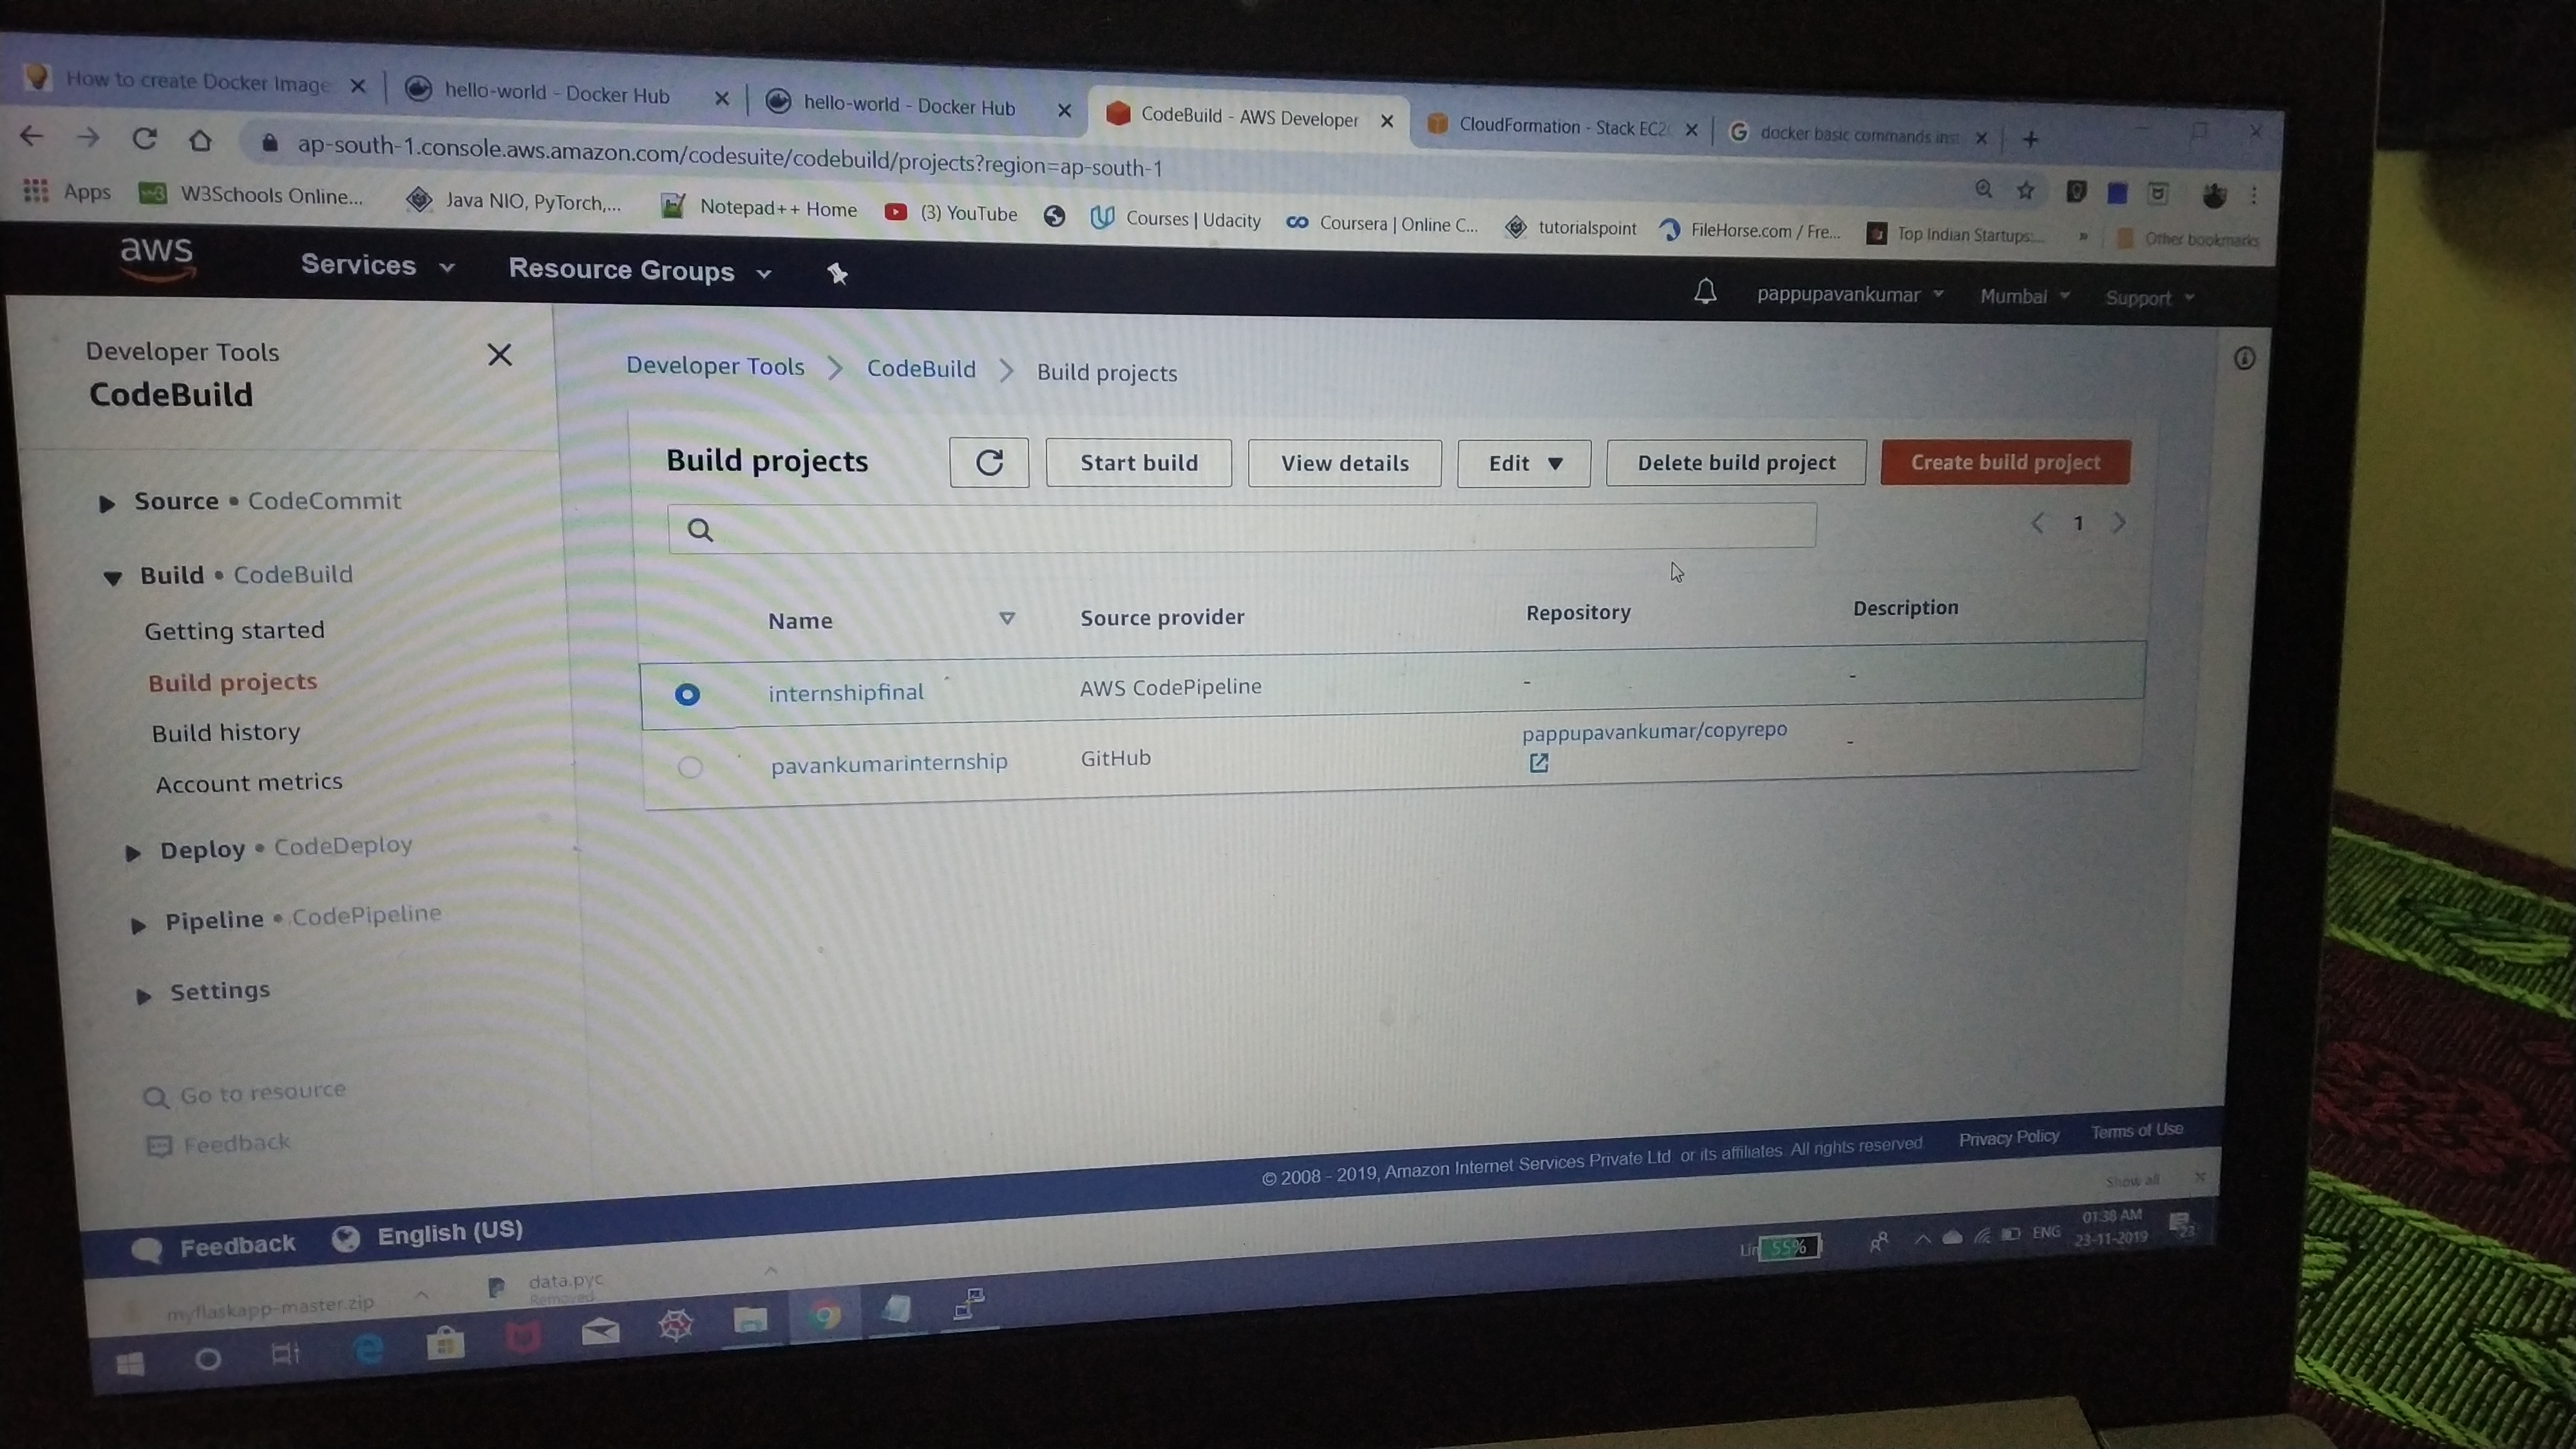 How to create Docker Image
hello-world - Docker Hub
hello-world - Docker Hub
CodeBuild - AWS Developer
CloudFormation - Stack EC2
docker basic commands inst
ap-south-1.console.aws.amazon.com/codesuite/codebuild/projects?region=ap-south-1
Apps
W3Schools Online...
Java NIO, PyTorch,...
Notepad++ Home
(3) YouTube
Courses | Udacity
Coursera | Online C...
tutorialspoint
FileHorse.com / Fre...
Top Indian Startups:...
»
Other bookmarks
aws
Services
Resource Groups
pappupavankumar
Mumbai
Support
Developer Tools
CodeBuild
Source • CodeCommit
Build • CodeBuild
Getting started
Build projects
Build history
Account metrics
Deploy • CodeDeploy
Pipeline • CodePipeline
Settings
Go to resource
Feedback
Developer Tools > CodeBuild > Build projects
Build projects
Start build
View details
Edit
Delete build project
Create build project
< 1 >
Name
Source provider
Repository
Description
internshipfinal
AWS CodePipeline
-
-
pavankumarinternship
GitHub
pappupavankumar/copyrepo
-
© 2008 - 2019, Amazon Internet Services Private Ltd. or its affiliates. All rights reserved.
Privacy Policy
Terms of Use
Feedback
English (US)
Show all
myflaskapp-master.zip
data.pyc
Removed
55%
ENG
01:38 AM
23-11-2019
23